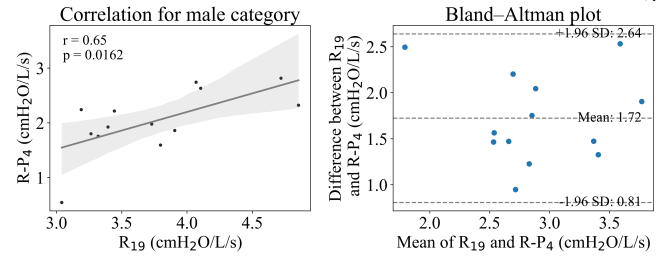 Correlation for male category
r = 0.65
p = 0.0162
3
2
1
R-P₄ (cmH₂O/L/s)
3.0 3.5 4.0 4.5
R₁₉ (cmH₂O/L/s)
Bland–Altman plot
+1.96 SD: 2.64
Mean: 1.72
-1.96 SD: 0.81
2.5
2.0
1.5
1.0
Difference between R₁₉
and R-P₄ (cmH₂O/L/s)
2.0 2.5 3.0 3.5
Mean of R₁₉ and R-P₄ (cmH₂O/L/s)